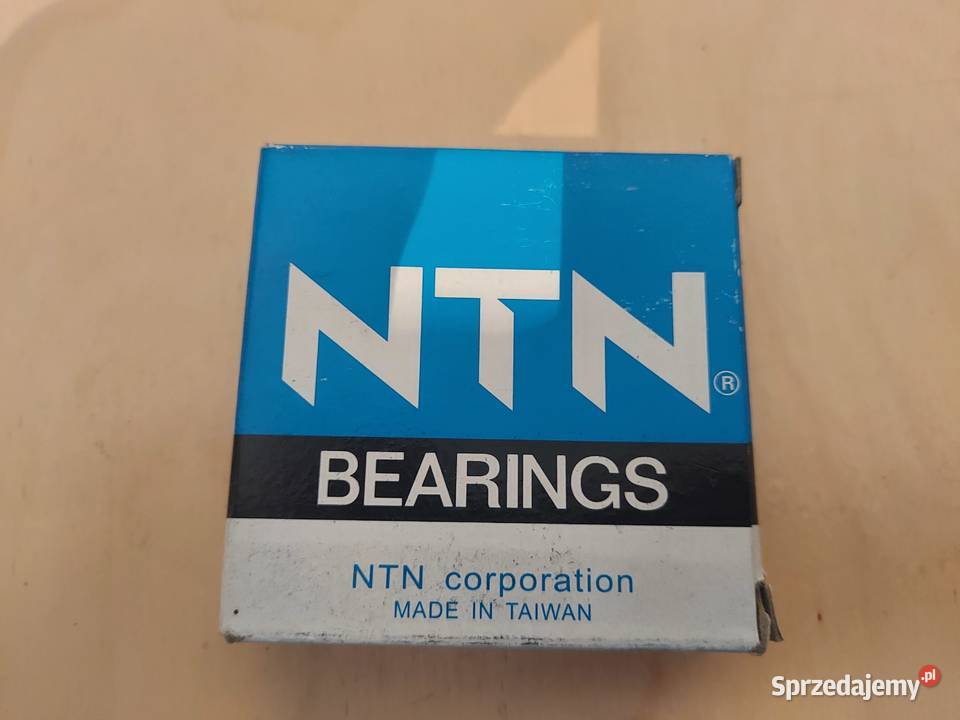 NTN®
BEARINGS
NTN corporation
MADE IN TAIWAN
Sprzedajemy.pl